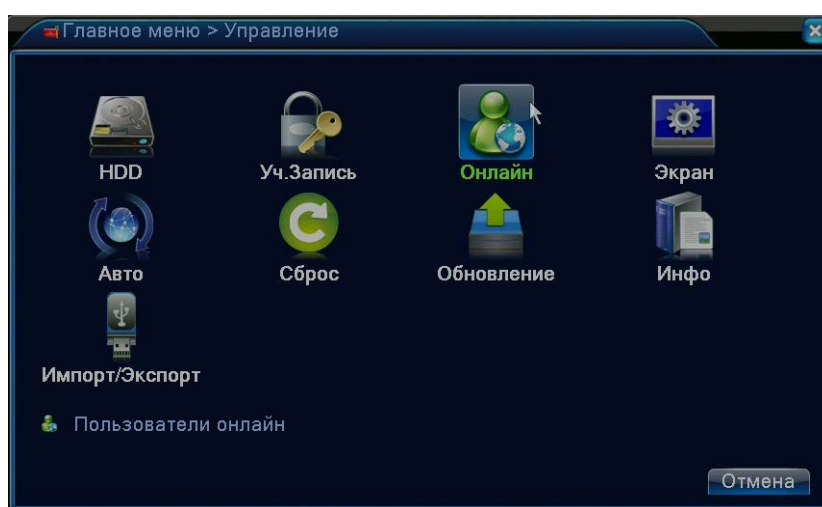 Главное меню > Управление
HDD
Уч.Запись
Онлайн
Экран
Авто
Сброс
Обновление
Инфо
Импорт/Экспорт
Пользователи онлайн
Отмена